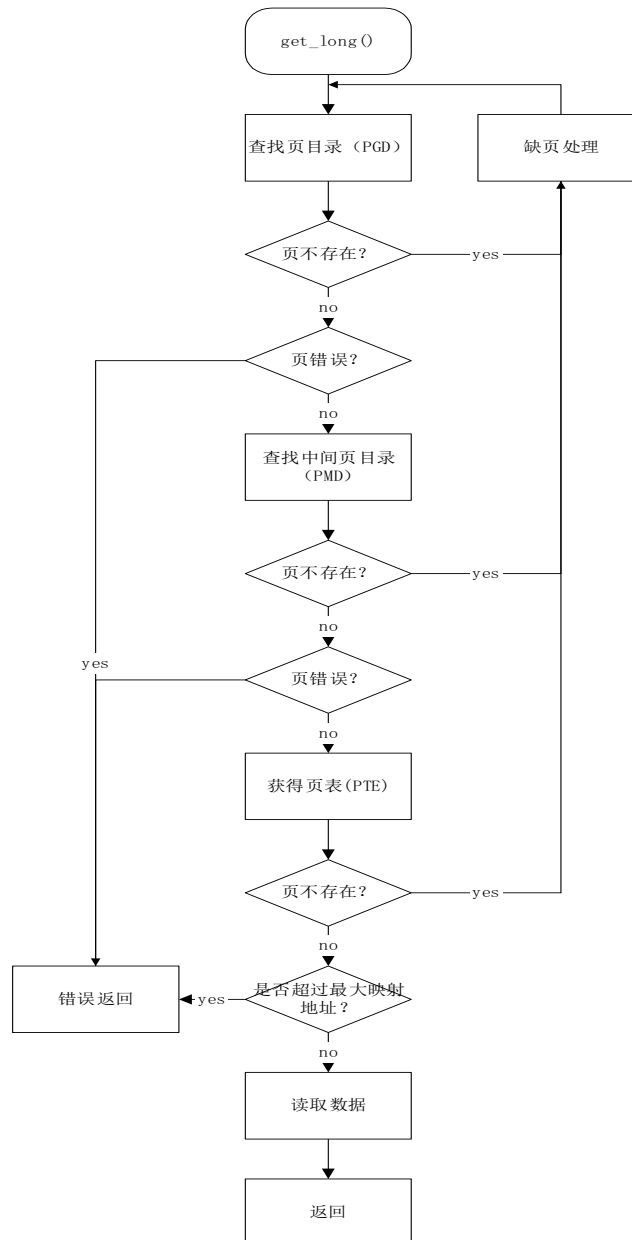 get_long()
查找页目录（PGD）
缺页处理
页不存在?
yes
no
页错误?
no
查找中间页目录
（PMD）
页不存在?
yes
no
yes
页错误?
no
获得页表(PTE)
页不存在?
yes
no
错误返回
yes
是否超过最大映射
地址?
no
读取数据
返回